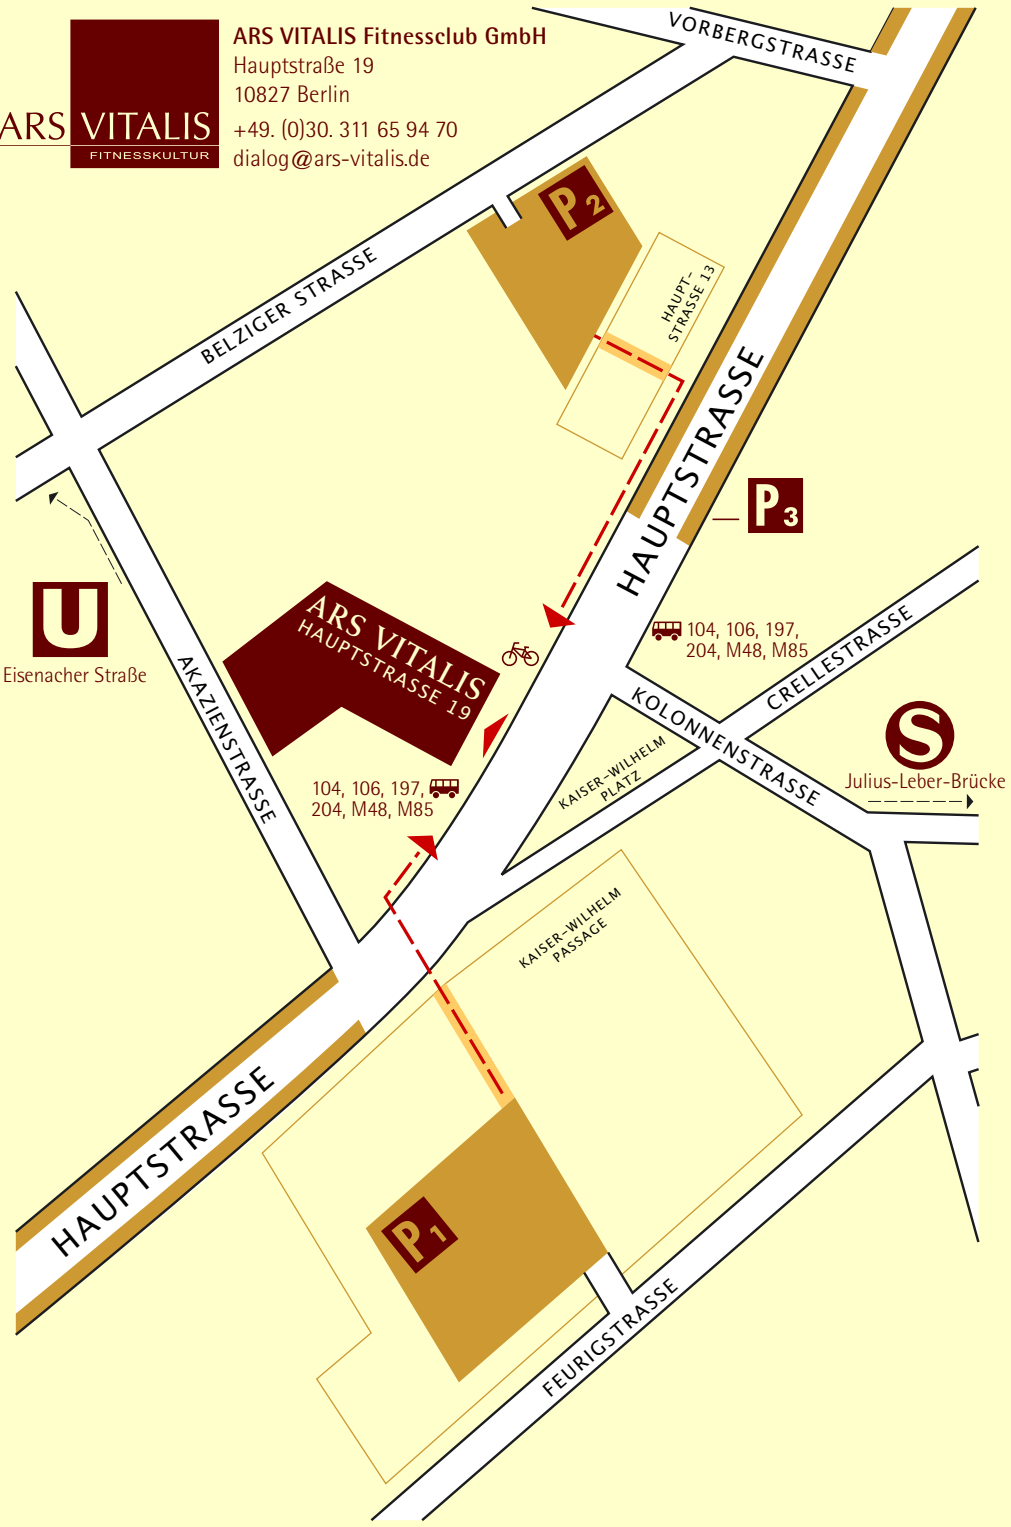 ARS VITALIS
FITNESSKULTUR
ARS VITALIS Fitnessclub GmbH
Hauptstraße 19
10827 Berlin
+49. (0)30. 311 65 94 70
dialog@ars-vitalis.de
VORBERGSTRASSE
P2
HAUPT-
STRASSE 13
BELZIGER STRASSE
HAUPTSTRASSE
P3
U
Eisenacher Straße
ARS VITALIS
HAUPTSTRASSE 19
104, 106, 197,
204, M48, M85
CRELLESTRASSE
KOLONNENSTRASSE
AKAZIENSTRASSE
S
Julius-Leber-Brücke
KAISER-WILHELM
PLATZ
104, 106, 197,
204, M48, M85
KAISER-WILHELM
PASSAGE
HAUPTSTRASSE
P1
FEURIGSTRASSE